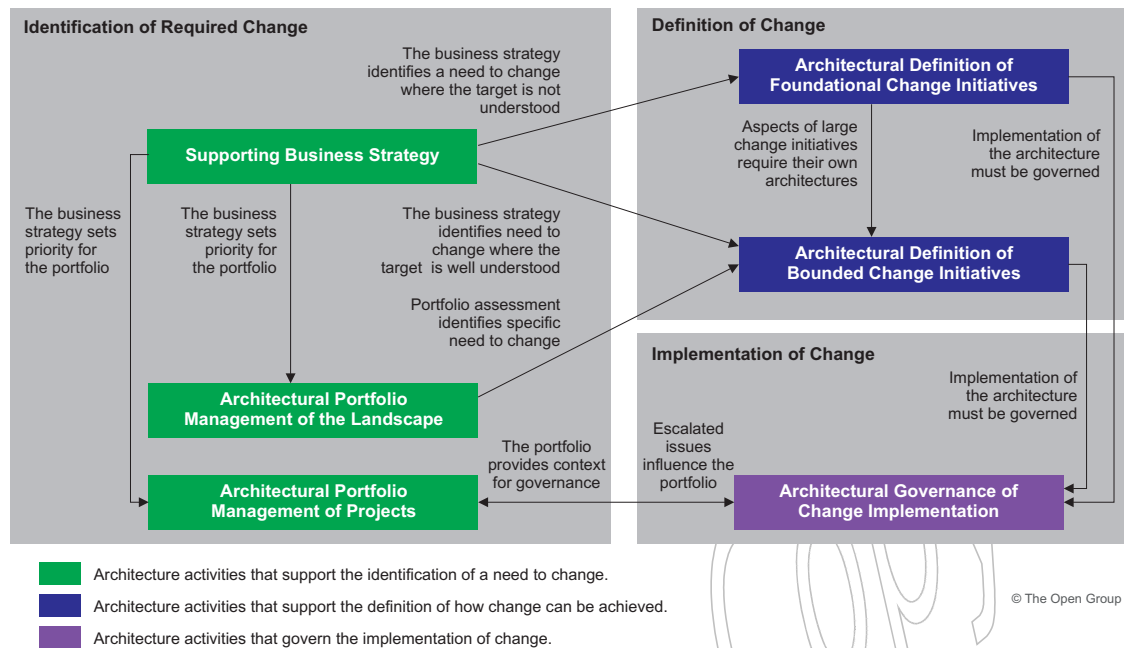 Identification of Required Change
The business strategy
identifies a need to change
where the target is not
understood
Supporting Business Strategy
The business
strategy sets
priority for
the portfolio
The business
strategy sets
priority for
the portfolio
The business strategy
identifies need to
change where the
target is well understood
Portfolio assessment
identifies specific
need to change
Architectural Portfolio
Management of the Landscape
The portfolio
provides context
for governance
Architectural Portfolio
Management of Projects
Definition of Change
Architectural Definition of
Foundational Change Initiatives
Aspects of large
change initiatives
require their own
architectures
Implementation of
the architecture
must be governed
Architectural Definition of
Bounded Change Initiatives
Implementation of Change
Implementation of
the architecture
must be governed
Escalated
issues
influence the
portfolio
Architectural Governance of
Change Implementation
Architecture activities that support the identification of a need to change.
Architecture activities that support the definition of how change can be achieved.
Architecture activities that govern the implementation of change.
© The Open Group